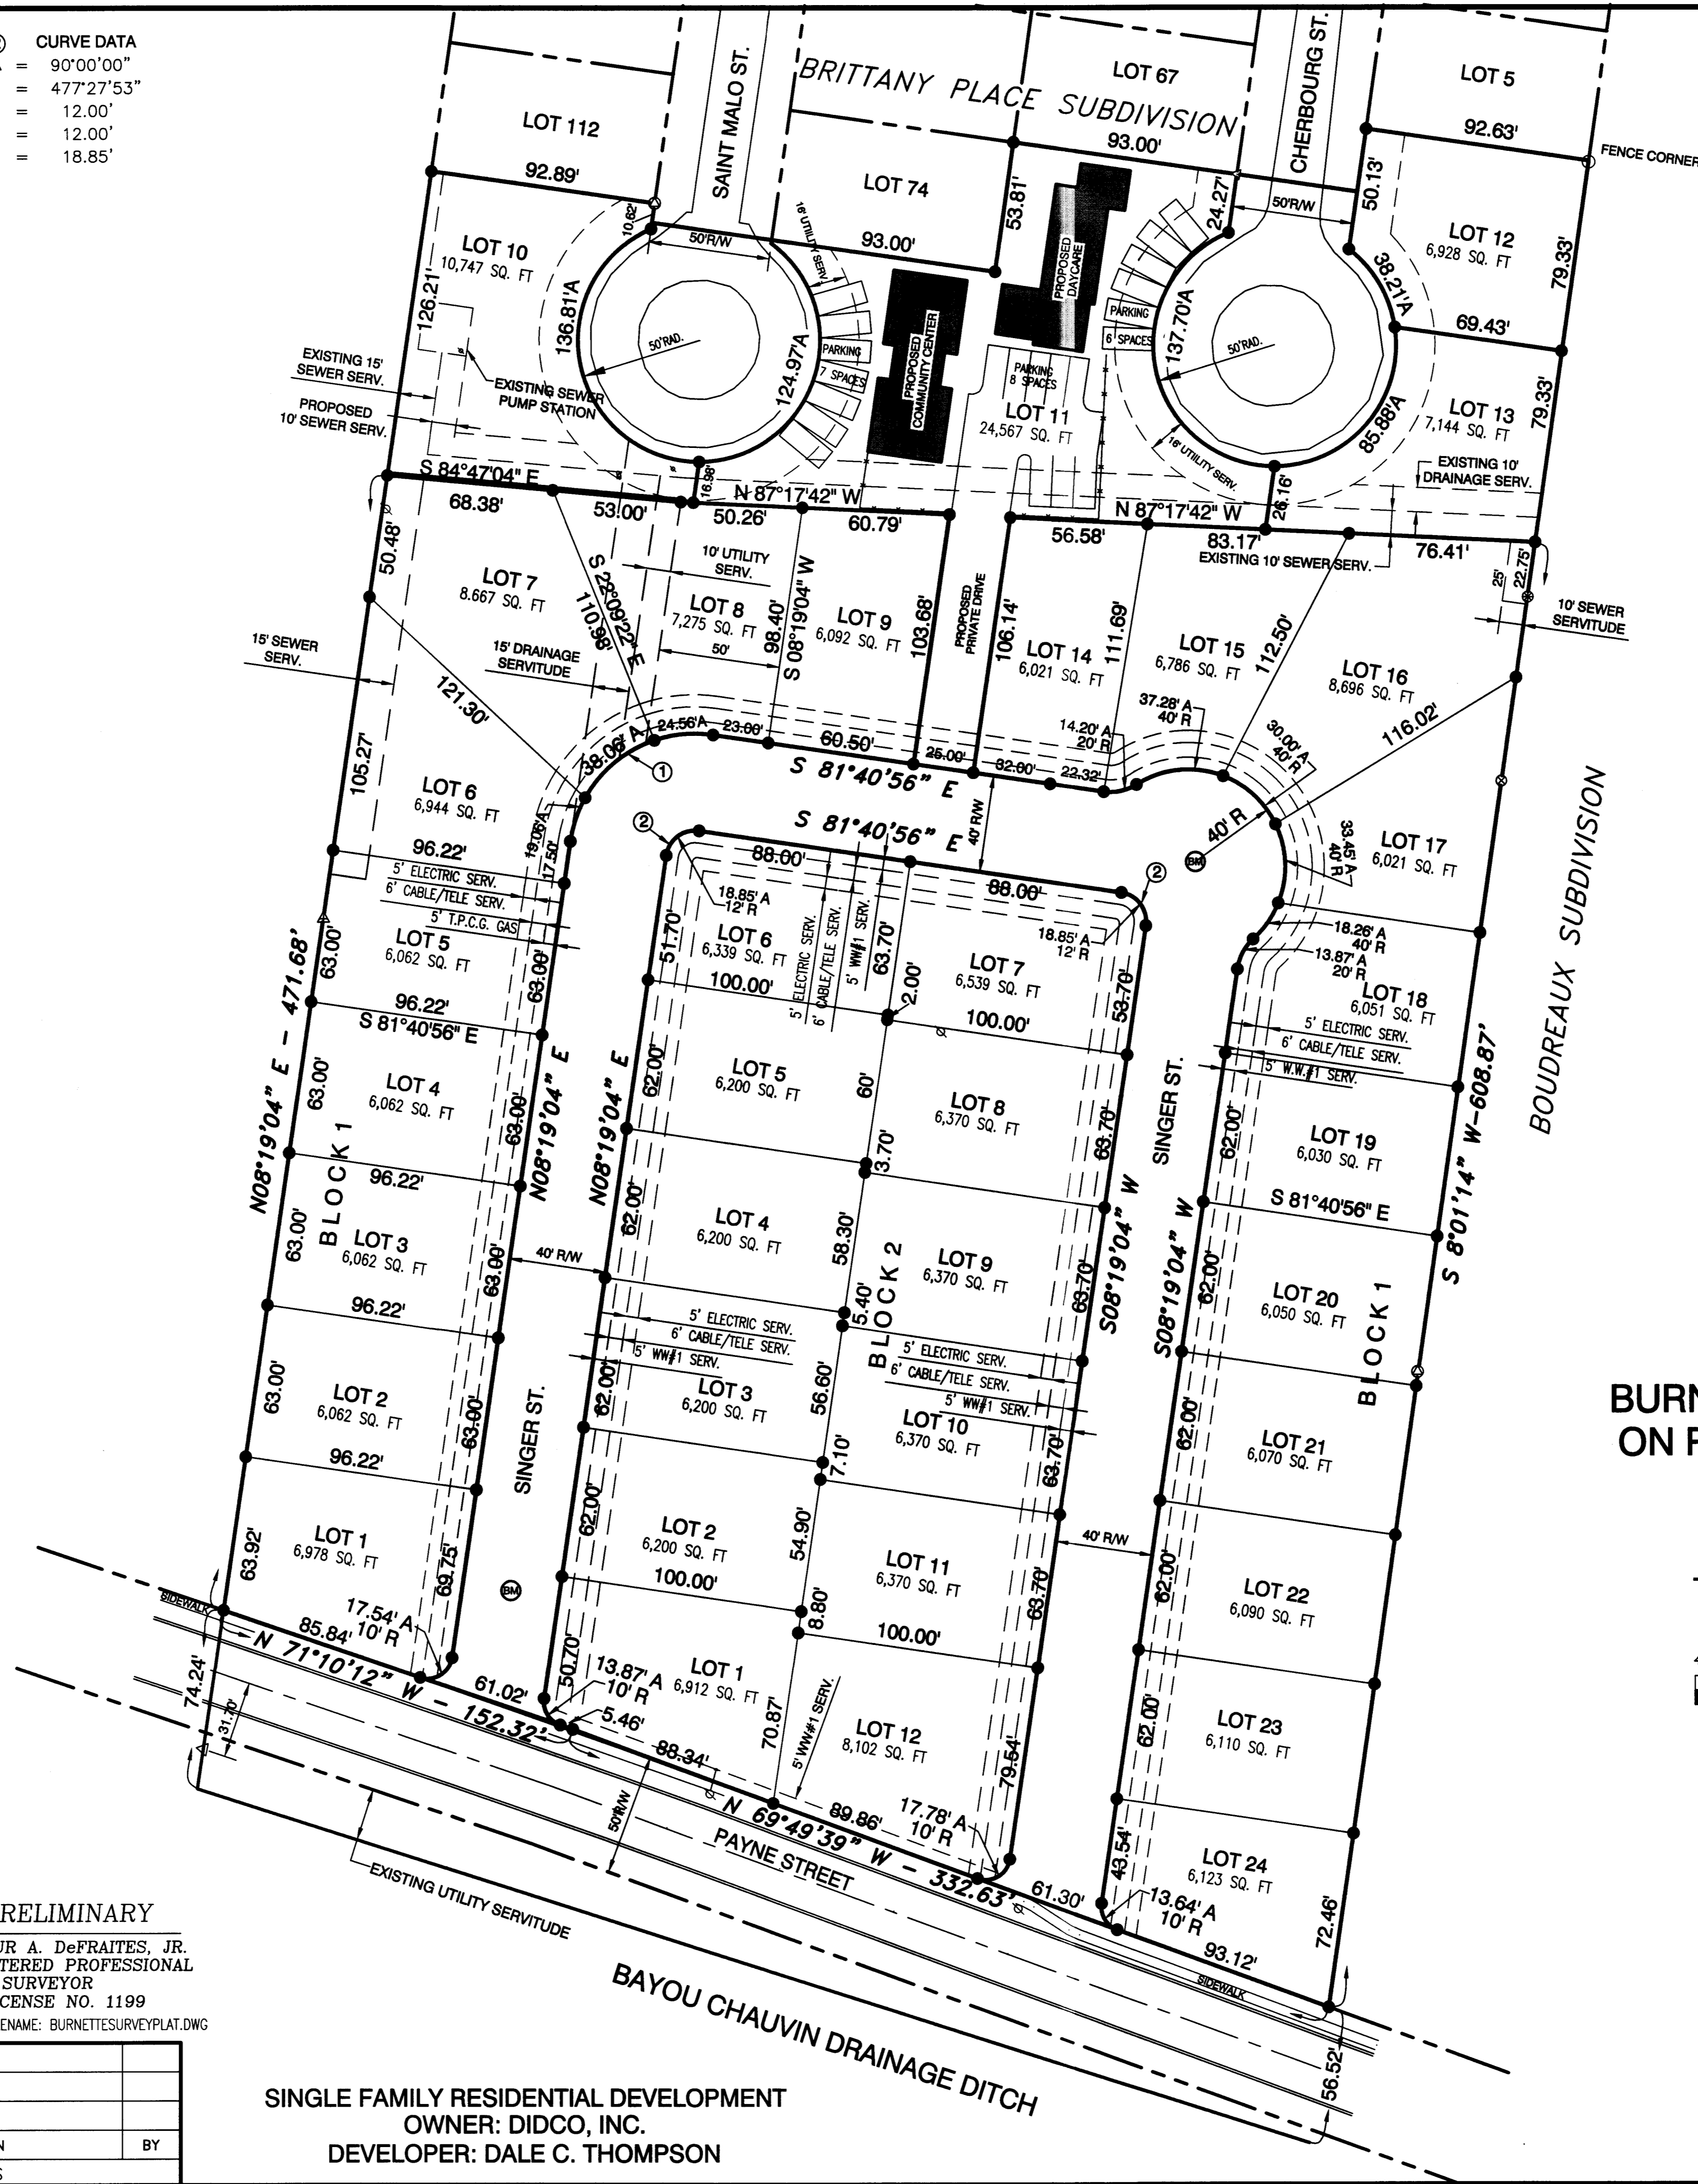 ② CURVE DATA
= 90°00'00"
= 477°27'53"
= 12.00'
= 12.00'
= 18.85'
BRITTANY PLACE SUBDIVISION
SAINT MALO ST.
CHERBOURG ST.
LOT 112
LOT 67
LOT 5
LOT 74
92.89'
93.00'
92.63'
FENCE CORNER
10.62'
50'R/W
93.00'
53.81'
24.27'
50'R/W
50.13'
16' UTILITY SERV.
LOT 10
10,747 SQ. FT
LOT 12
6,928 SQ. FT
126.21'
136.81'A
50'RAD.
124.97'A
PARKING
7 SPACES
PROPOSED
COMMUNITY CENTER
PROPOSED
DAYCARE
PARKING
8 SPACES
PARKING
6 SPACES
137.70'A
50'RAD.
38.21'A
79.33'
69.43'
85.88'A
79.33'
EXISTING 15'
SEWER SERV.
PROPOSED
10' SEWER SERV.
EXISTING SEWER
PUMP STATION
LOT 11
24,567 SQ. FT
LOT 13
7,144 SQ. FT
16' UTILITY SERV.
EXISTING 10'
DRAINAGE SERV.
S 84°47'04" E
68.38'
53.00'
16.98'
N 87°17'42" W
50.26'
60.79'
N 87°17'42" W
56.58'
83.17'
26.16'
76.41'
EXISTING 10' SEWER SERV.
50.48'
LOT 7
8.667 SQ. FT
S 22°09'22" E
110.98'
10' UTILITY
SERV.
LOT 8
7,275 SQ. FT
50'
98.40'
S 08°19'04" W
LOT 9
6,092 SQ. FT
103.68'
PROPOSED
PRIVATE DRIVE
106.14'
LOT 14
6,021 SQ. FT
111.69'
LOT 15
6,786 SQ. FT
112.50'
LOT 16
8,696 SQ. FT
25'
22.75'
10' SEWER
SERVITUDE
15' SEWER
SERV.
15' DRAINAGE
SERVITUDE
121.30'
105.27'
38.06' A
24.56'A
23.00'
60.50'
25.00'
32.00'
22.32'
14.20' A
20' R
37.28' A
40' R
30.00' A
40' R
116.02'
①
S 81°40'56" E
LOT 6
6,944 SQ. FT
19.06'A
17.50'
②
S 81°40'56" E
40' R/W
40' R
BM
33.45' A
40' R
LOT 17
6,021 SQ. FT
BOUDREAUX SUBDIVISION
96.22'
5' ELECTRIC SERV.
6' CABLE/TELE SERV.
5' T.P.C.G. GAS
88.00'
88.00'
②
18.85' A
12' R
18.85' A
12' R
51.70'
LOT 6
6,339 SQ. FT
5' ELECTRIC SERV.
6' CABLE/TELE SERV.
5' WW#1 SERV.
63.70'
2.00'
LOT 7
6,539 SQ. FT
53.70'
18.26' A
40' R
13.87' A
20' R
LOT 18
6,051 SQ. FT
5' ELECTRIC SERV.
6' CABLE/TELE SERV.
5' W.W.#1 SERV.
N08°19'04" E - 471.68'
63.00'
LOT 5
6,062 SQ. FT
63.00'
96.22'
S 81°40'56" E
100.00'
100.00'
63.00'
LOT 4
6,062 SQ. FT
63.00'
N08°19'04" E
N08°19'04" E
62.00'
LOT 5
6,200 SQ. FT
60'
LOT 8
6,370 SQ. FT
63.70'
SINGER ST.
62.00'
LOT 19
6,030 SQ. FT
S 8°01'14" W-608.87'
BLOCK 1
96.22'
3.70'
S 81°40'56" E
63.00'
LOT 3
6,062 SQ. FT
63.00'
40' R/W
62.00'
LOT 4
6,200 SQ. FT
58.30'
BLOCK 2
LOT 9
6,370 SQ. FT
63.70'
S08°19'04" W
S08°19'04" W
62.00'
LOT 20
6,050 SQ. FT
BLOCK 1
96.22'
5.40'
5' ELECTRIC SERV.
6' CABLE/TELE SERV.
5' WW#1 SERV.
5' ELECTRIC SERV.
6' CABLE/TELE SERV.
5' WW#1 SERV.
63.00'
LOT 2
6,062 SQ. FT
63.00'
SINGER ST.
62.00'
LOT 3
6,200 SQ. FT
56.60'
LOT 10
6,370 SQ. FT
63.70'
62.00'
LOT 21
6,070 SQ. FT
BURN
ON P
96.22'
7.10'
63.92'
LOT 1
6,978 SQ. FT
69.75'
BM
62.00'
LOT 2
6,200 SQ. FT
100.00'
54.90'
LOT 11
6,370 SQ. FT
63.70'
40' R/W
62.00'
LOT 22
6,090 SQ. FT
8.80'
100.00'
SIDEWALK
85.84'
17.54' A
10' R
N 71°10'12" W - 152.32'
61.02'
50.70'
13.87' A
10' R
5.46'
LOT 1
6,912 SQ. FT
70.87'
5' WW#1 SERV.
LOT 12
8,102 SQ. FT
79.54'
62.00'
LOT 23
6,110 SQ. FT
74.24'
31.70'
88.34'
89.86'
17.78' A
10' R
50'R/W
N 69°49'39" W - 332.63'
PAYNE STREET
61.30'
43.54'
13.64' A
10' R
LOT 24
6,123 SQ. FT
72.46'
93.12'
SIDEWALK
56.52'
EXISTING UTILITY SERVITUDE
BAYOU CHAUVIN DRAINAGE DITCH
RELIMINARY
UR A. DeFRAITES, JR.
TERED PROFESSIONAL
SURVEYOR
CENSE NO. 1199
ENAME: BURNETTESURVEYPLAT.DWG
N BY
S
SINGLE FAMILY RESIDENTIAL DEVELOPMENT
OWNER: DIDCO, INC.
DEVELOPER: DALE C. THOMPSON